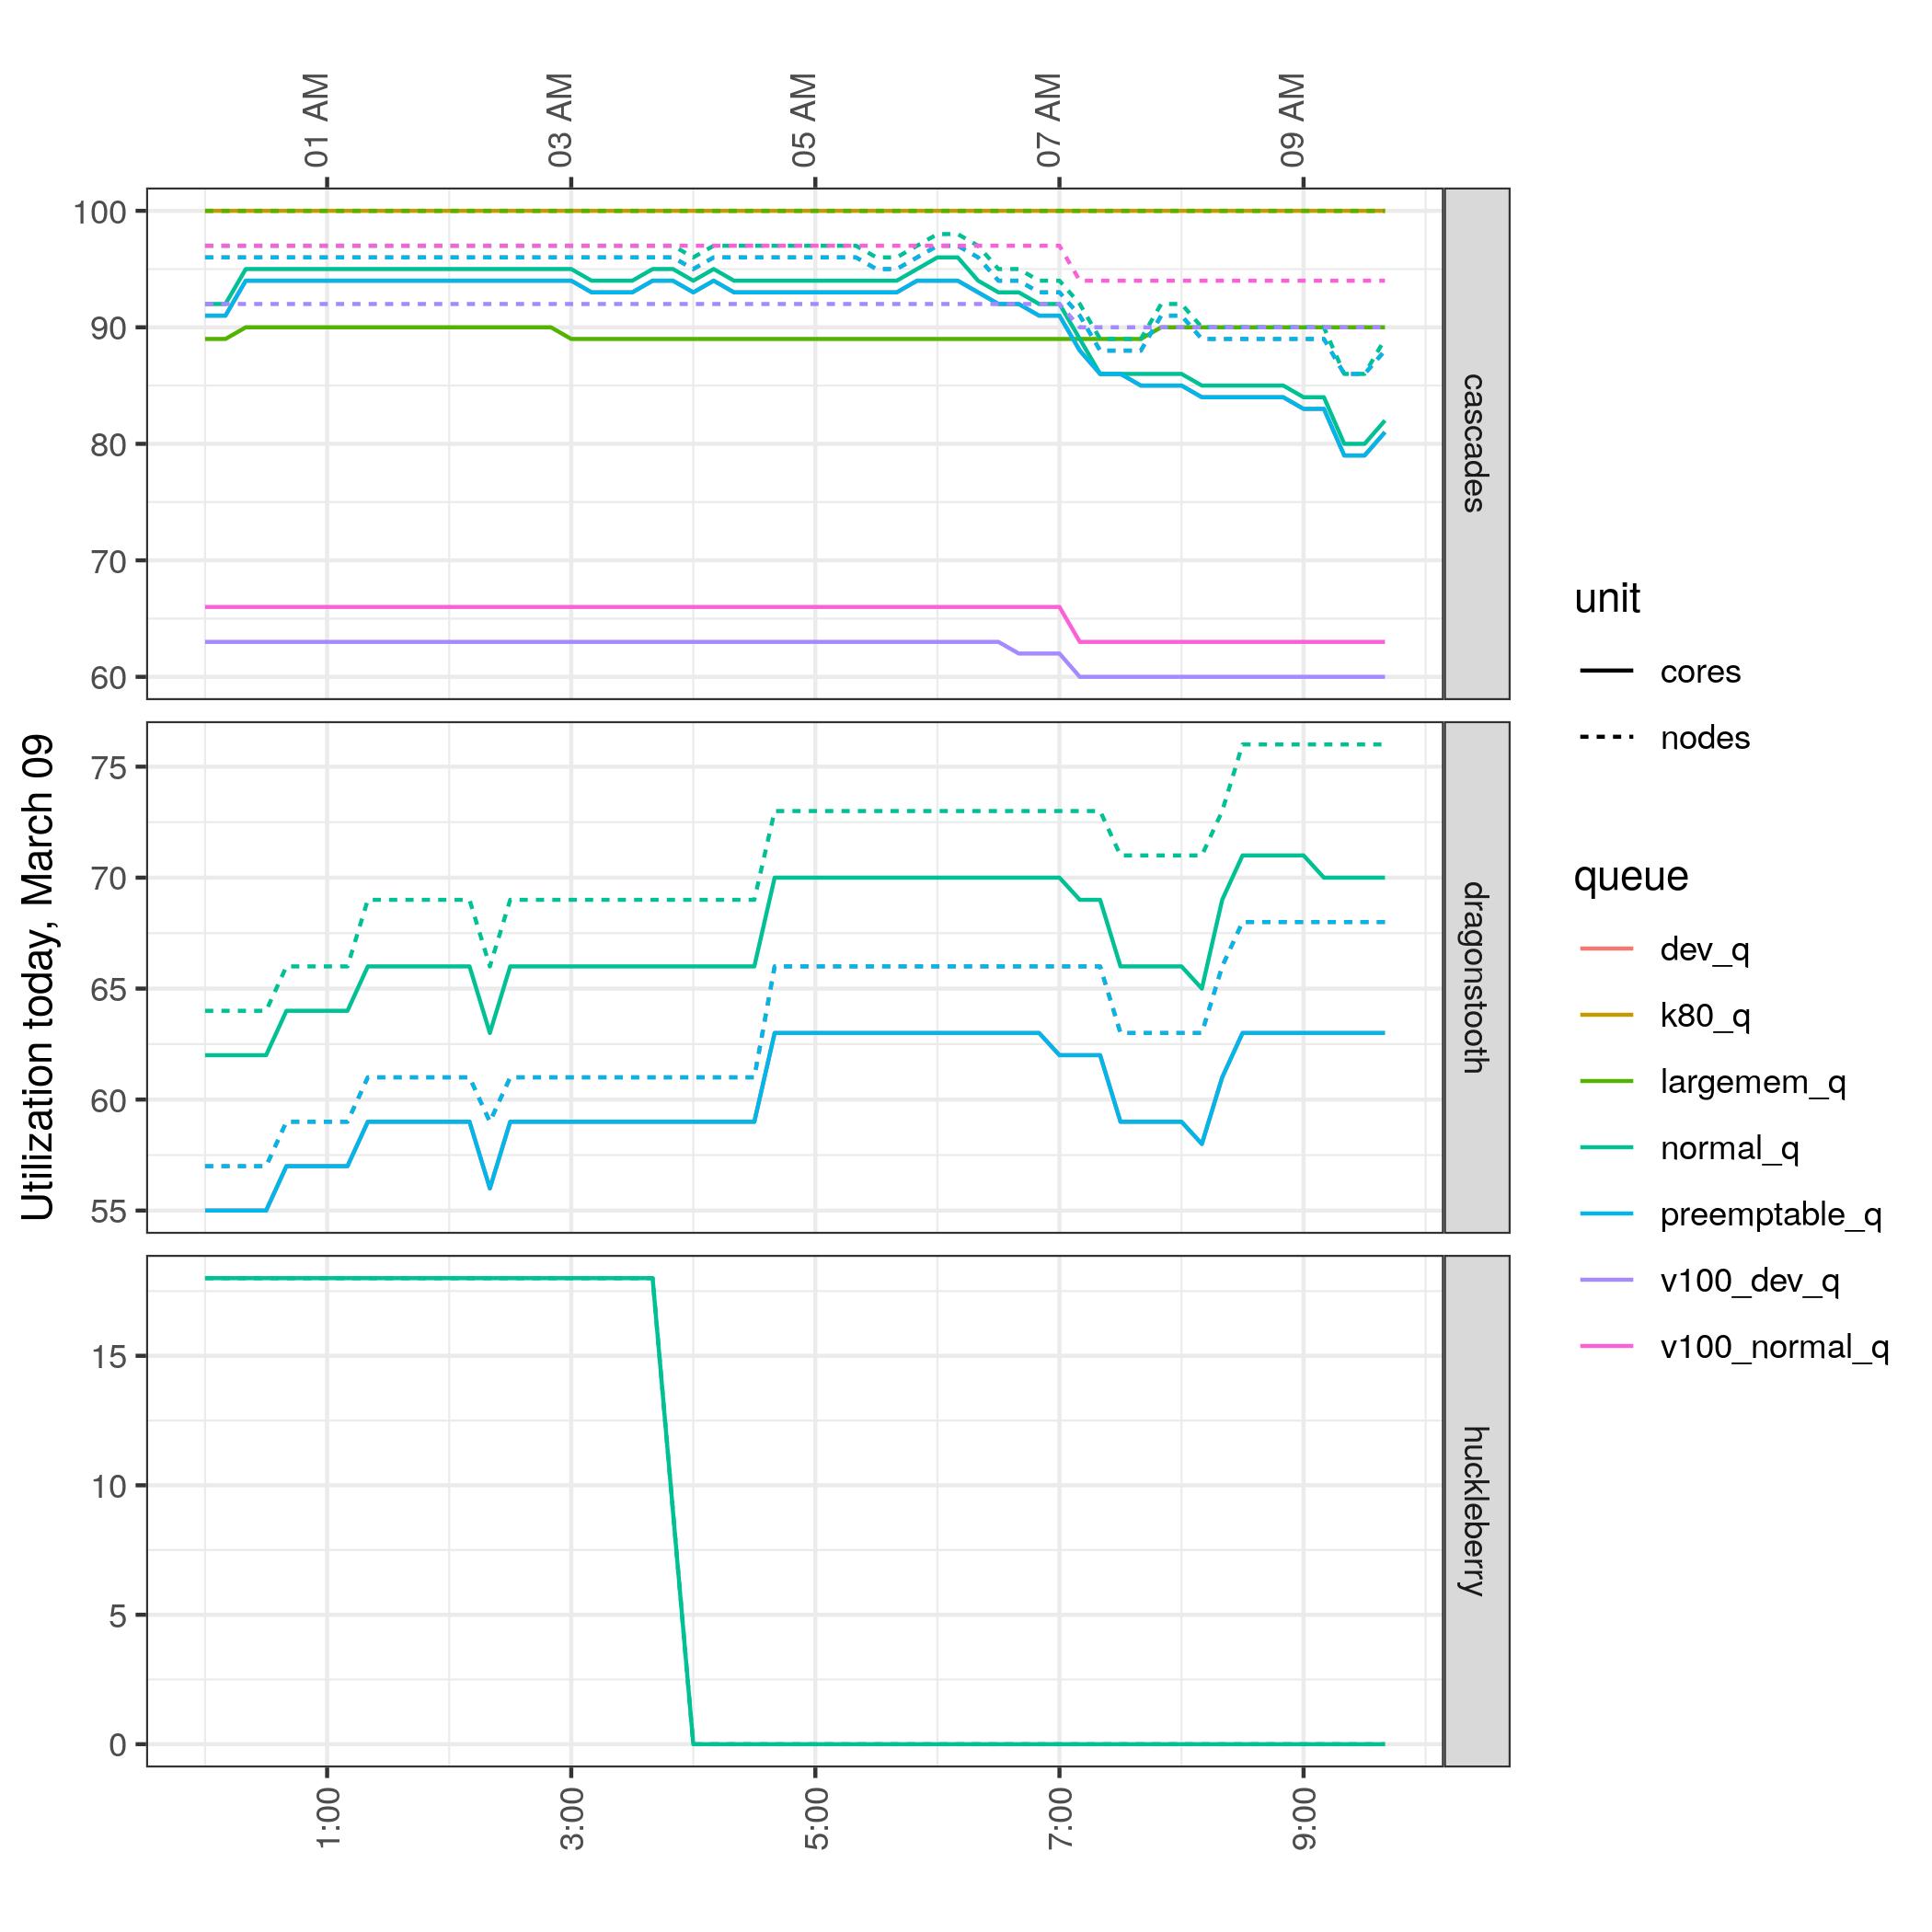 01 AM
03 AM
05 AM
07 AM
09 AM
Utilization today, March 09
100
90
80
70
60
cascades
75
70
65
60
55
dragonstooth
15
10
5
0
huckleberry
1:00
3:00
5:00
7:00
9:00
unit
cores
nodes
queue
dev_q
k80_q
largemem_q
normal_q
preemptable_q
v100_dev_q
v100_normal_q